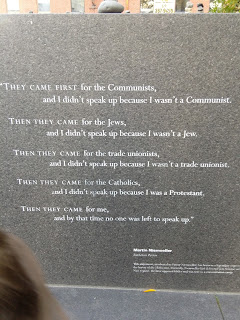 "THEY CAME FIRST for the Communists,
and I didn't speak up because I wasn't a Communist.
THEN THEY CAME for the Jews,
and I didn't speak up because I wasn't a Jew.
THEN THEY CAME for the trade unionists,
and I didn't speak up because I wasn't a trade unionist.
THEN THEY CAME for the Catholics,
and I didn't speak up because I was a Protestant.
THEN THEY CAME for me,
and by that time no one was left to speak up."
Martin Niemoeller